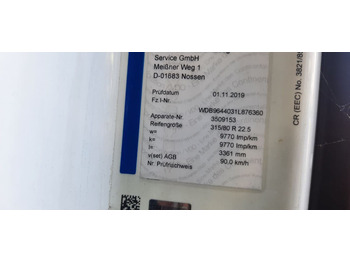 Service GmbH
Meißner Weg 1
D-01683 Nossen
Prüfdatum 01.11.2019
Fz I-Nr. WDB9644031L876360
Apparate-Nr 3509153
Reifengröße 315/80 R 22.5
w= 9770 Imp/km
k= 9770 Imp/km
l= 3361 mm
v(set) AGB 90.0 km/h
Nr. Prüfschweis
CR (EEC) No. 3821/8